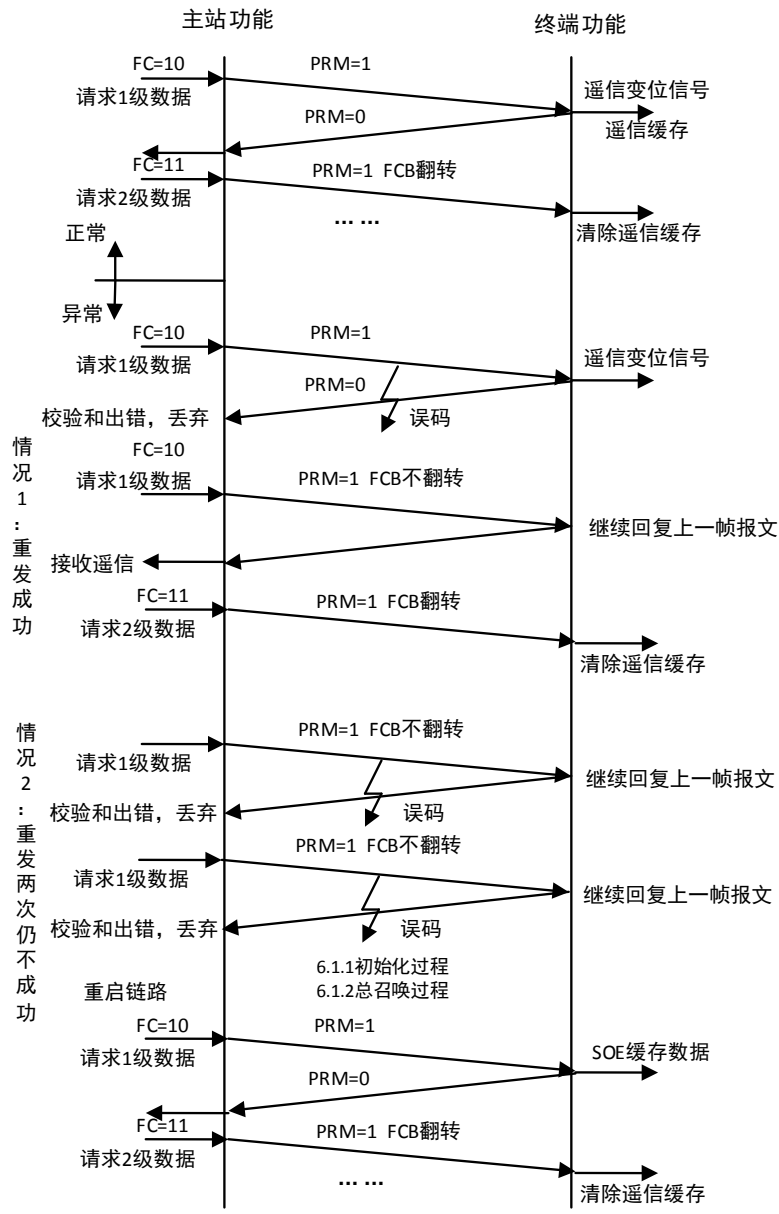 主站功能
终端功能
FC=10
PRM=1
请求1级数据
遥信变位信号
遥信缓存
PRM=0
FC=11
PRM=1 FCB翻转
请求2级数据
... ...
清除遥信缓存
正常
异常
FC=10
PRM=1
请求1级数据
遥信变位信号
PRM=0
校验和出错，丢弃
误码
情况1：重发成功
FC=10
请求1级数据
PRM=1 FCB不翻转
继续回复上一帧报文
接收遥信
FC=11
PRM=1 FCB翻转
请求2级数据
清除遥信缓存
情况2：重发两次仍不成功
PRM=1 FCB不翻转
请求1级数据
继续回复上一帧报文
校验和出错，丢弃
误码
PRM=1 FCB不翻转
请求1级数据
继续回复上一帧报文
校验和出错，丢弃
误码
6.1.1初始化过程
6.1.2总召唤过程
重启链路
FC=10
PRM=1
请求1级数据
SOE缓存数据
PRM=0
FC=11
PRM=1 FCB翻转
请求2级数据
... ...
清除遥信缓存